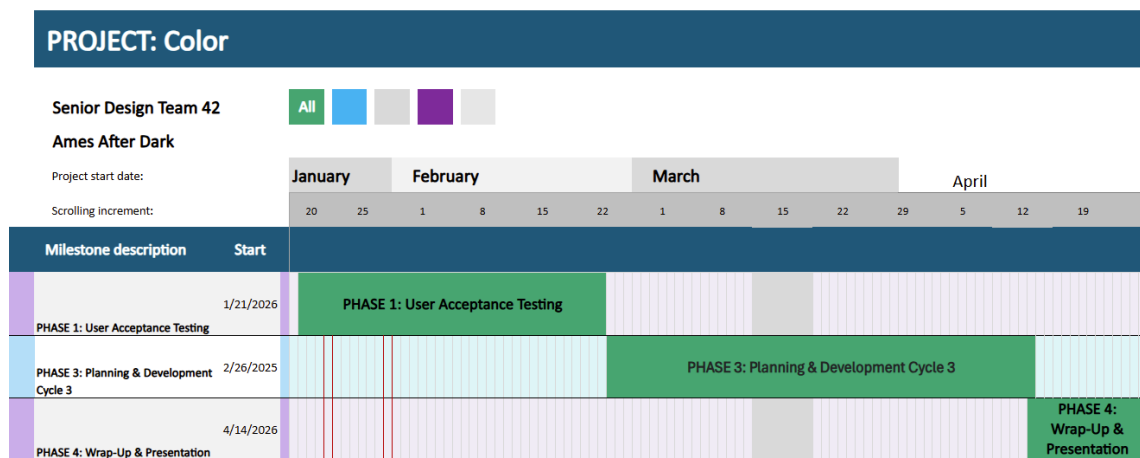 PROJECT: Color
Senior Design Team 42
All
Ames After Dark
Project start date:
January February March April
Scrolling increment:
20 25 1 8 15 22 1 8 15 22 29 5 12 19
Milestone description Start
1/21/2026
PHASE 1: User Acceptance Testing
PHASE 1: User Acceptance Testing
PHASE 3: Planning & Development
Cycle 3
2/26/2025
PHASE 3: Planning & Development Cycle 3
4/14/2026
PHASE 4: Wrap-Up & Presentation
PHASE 4:
Wrap-Up &
Presentation